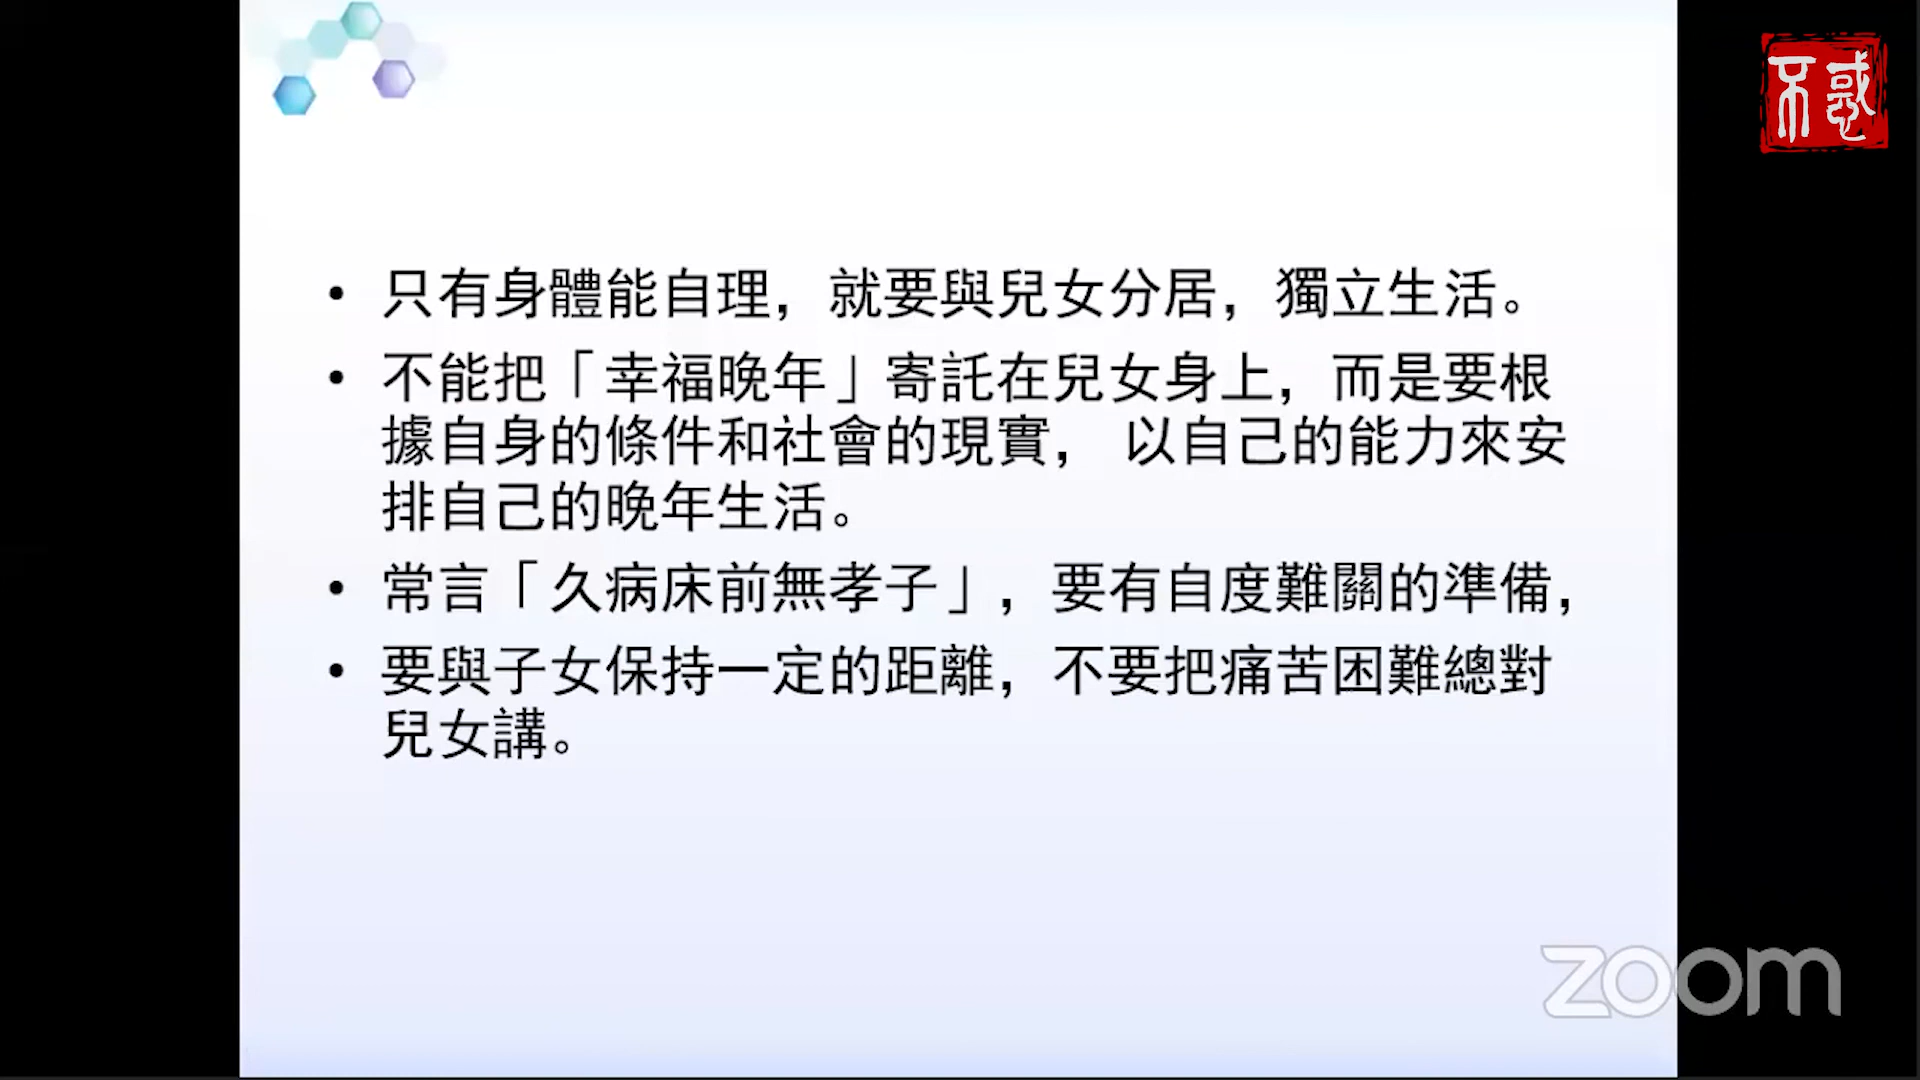 不惑
• 只有身體能自理，就要與兒女分居，獨立生活。
• 不能把「幸福晚年」寄託在兒女身上，而是要根
據自身的條件和社會的現實， 以自己的能力來安
排自己的晚年生活。
• 常言「久病床前無孝子」，要有自度難關的準備，
• 要與子女保持一定的距離，不要把痛苦困難總對
兒女講。
zoom